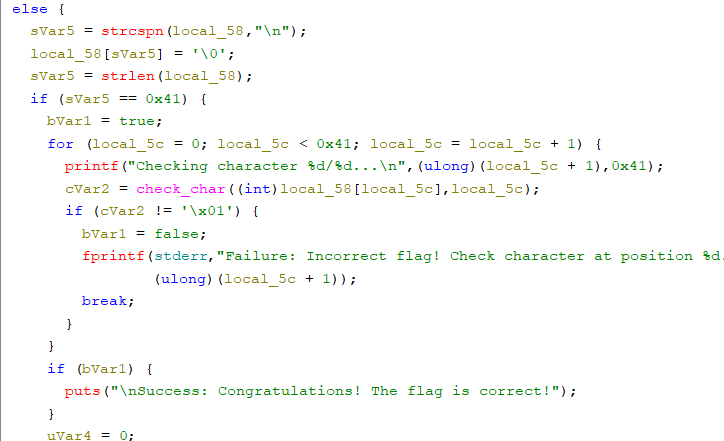 else {
sVar5 = strcspn(local_58,"\n");
local_58[sVar5] = '\0';
sVar5 = strlen(local_58);
if (sVar5 == 0x41) {
bVar1 = true;
for (local_5c = 0; local_5c < 0x41; local_5c = local_5c + 1) {
printf("Checking character %d/%d...\n",(ulong)(local_5c + 1),0x41);
cVar2 = check_char((int)local_58[local_5c],local_5c);
if (cVar2 != '\x01') {
bVar1 = false;
fprintf(stderr,"Failure: Incorrect flag! Check character at position %d.
(ulong)(local_5c + 1));
break;
}
}
if (bVar1) {
puts("\nSuccess: Congratulations! The flag is correct!");
}
uVar4 = 0;